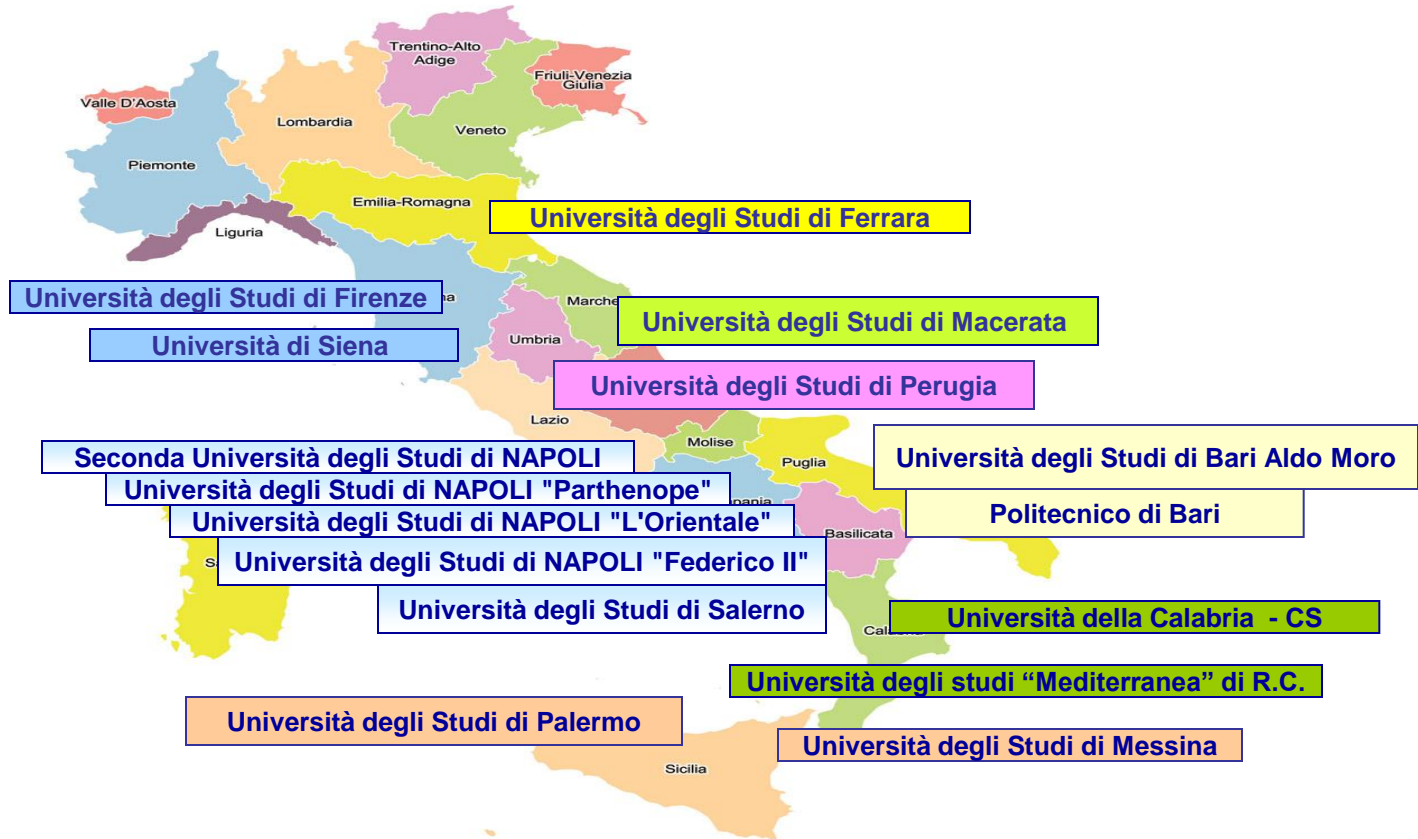 Trentino-Alto
Adige
Friuli-Venezia
Giulia
Valle D'Aosta
Lombardia
Veneto
Piemonte
Emilia-Romagna
Università degli Studi di Ferrara
Liguria
Università degli Studi di Firenze
Marche
Università degli Studi di Macerata
Università di Siena
Umbria
Università degli Studi di Perugia
Lazio
Molise
Seconda Università degli Studi di NAPOLI
Puglia
Università degli Studi di Bari Aldo Moro
Università degli Studi di NAPOLI "Parthenope"
Università degli Studi di NAPOLI "L'Orientale"
Politecnico di Bari
Basilicata
Università degli Studi di NAPOLI "Federico II"
Università degli Studi di Salerno
Università della Calabria - CS
Università degli studi “Mediterranea” di R.C.
Università degli Studi di Palermo
Università degli Studi di Messina
Sicilia